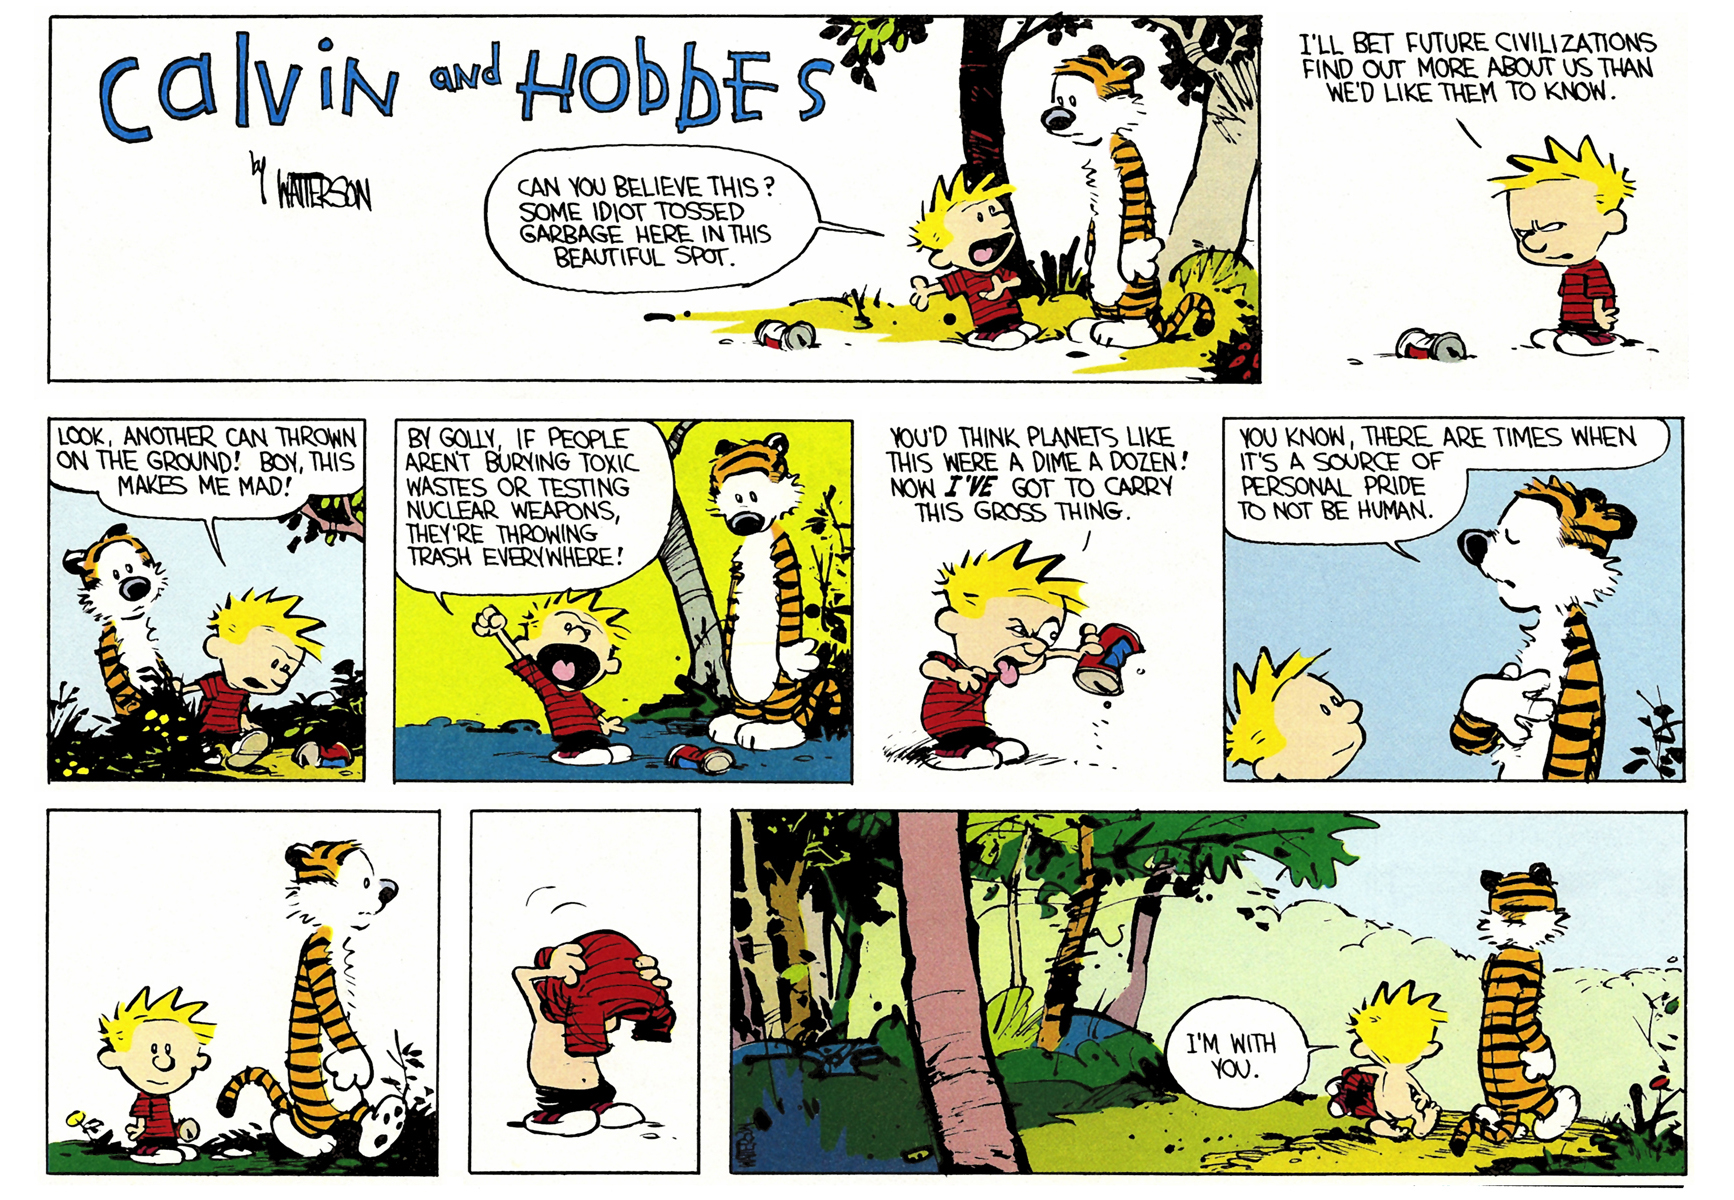 CALVIN AND HOBBES
by WATTERSON
CAN YOU BELIEVE THIS?
SOME IDIOT TOSSED
GARBAGE HERE IN THIS
BEAUTIFUL SPOT.
I'LL BET FUTURE CIVILIZATIONS
FIND OUT MORE ABOUT US THAN
WE'D LIKE THEM TO KNOW.
LOOK, ANOTHER CAN THROWN
ON THE GROUND! BOY, THIS
MAKES ME MAD!
BY GOLLY, IF PEOPLE
AREN'T BURYING TOXIC
WASTES OR TESTING
NUCLEAR WEAPONS,
THEY'RE THROWING
TRASH EVERYWHERE!
YOU'D THINK PLANETS LIKE
THIS WERE A DIME A DOZEN!
NOW I'VE GOT TO CARRY
THIS GROSS THING.
YOU KNOW, THERE ARE TIMES WHEN
IT'S A SOURCE OF
PERSONAL PRIDE
TO NOT BE HUMAN.
I'M WITH
YOU.
WATTERSON